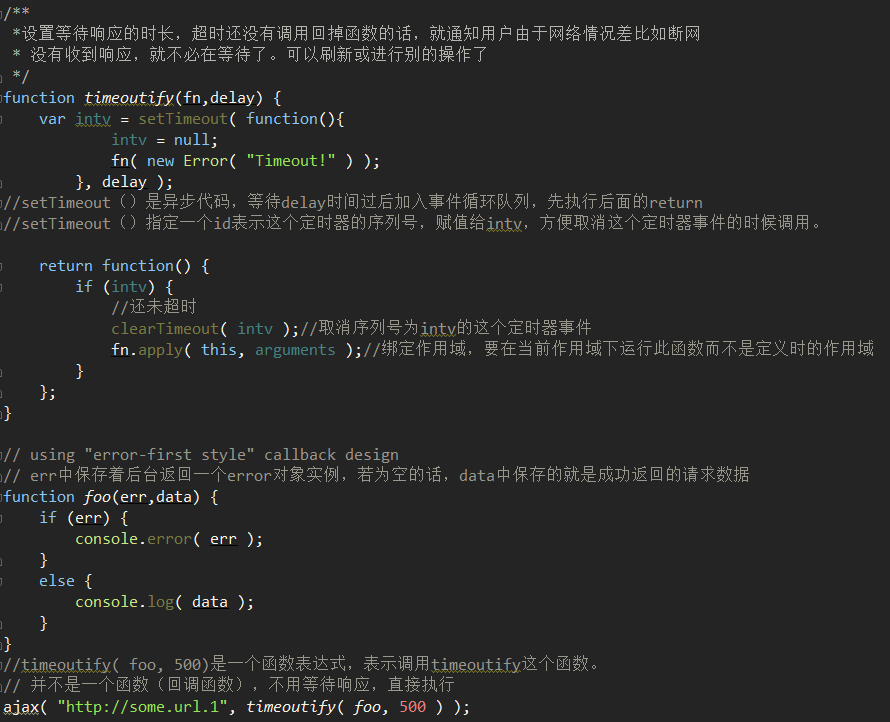 /**
 *设置等待响应的时长，超时还没有调用回掉函数的话，就通知用户由于网络情况差比如断网
 * 没有收到响应，就不必在等待了。可以刷新或进行别的操作了
 */
function timeoutify(fn,delay) {
    var intv = setTimeout( function(){
            intv = null;
            fn( new Error( "Timeout!" ) );
        }, delay );
//setTimeout（）是异步代码，等待delay时间过后加入事件循环队列，先执行后面的return
//setTimeout（）指定一个id表示这个定时器的序列号，赋值给intv，方便取消这个定时器事件的时候调用。
    return function() {
        if (intv) {
            //还未超时
            clearTimeout( intv );//取消序列号为intv的这个定时器事件
            fn.apply( this, arguments );//绑定作用域，要在当前作用域下运行此函数而不是定义时的作用域
        }
    };
}
// using "error-first style" callback design
// err中保存着后台返回一个error对象实例，若为空的话，data中保存的就是成功返回的请求数据
function foo(err,data) {
    if (err) {
        console.error( err );
    }
    else {
        console.log( data );
    }
}
//timeoutify( foo, 500)是一个函数表达式，表示调用timeoutify这个函数。
// 并不是一个函数（回调函数），不用等待响应，直接执行
ajax( "http://some.url.1", timeoutify( foo, 500 ) );